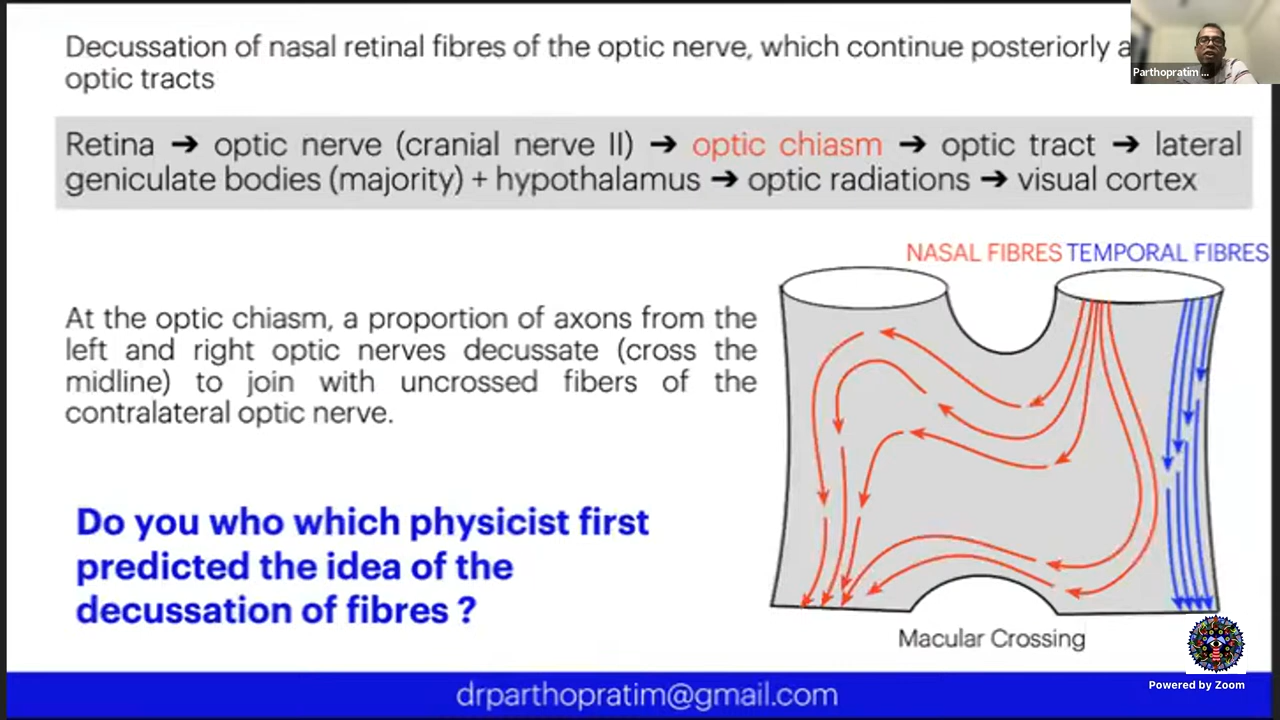 Decussation of nasal retinal fibres of the optic nerve, which continue posteriorly a
optic tracts
Parthopratim ...
Retina ➔ optic nerve (cranial nerve II) ➔ optic chiasm ➔ optic tract ➔ lateral
geniculate bodies (majority) + hypothalamus ➔ optic radiations ➔ visual cortex
NASAL FIBRES TEMPORAL FIBRES
At the optic chiasm, a proportion of axons from the
left and right optic nerves decussate (cross the
midline) to join with uncrossed fibers of the
contralateral optic nerve.
Do you who which physicist first
predicted the idea of the
decussation of fibres ?
Macular Crossing
Powered by Zoom
drparthopratim@gmail.com